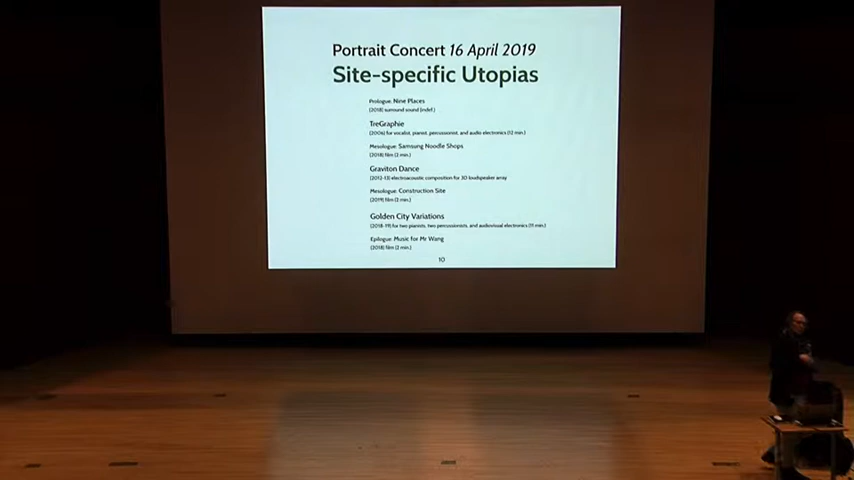 Portrait Concert 16 April 2019
Site-specific Utopias
Prologue: Nine Places
(2018) surround sound (indef.)
TreGraphie
(2006) for vocalist, pianist, percussionist, and audio electronics (12 min.)
Mesologue: Samsung Noodle Shops
(2018) film (2 min.)
Graviton Dance
(2012-13) electroacoustic composition for 3D loudspeaker array
Mesologue: Construction Site
(2019) film (2 min.)
Golden City Variations
(2018-19) for two pianists, two percussionists, and audiovisual electronics (11 min.)
Epilogue: Music for Mr Wang
(2018) film (2 min.)
10